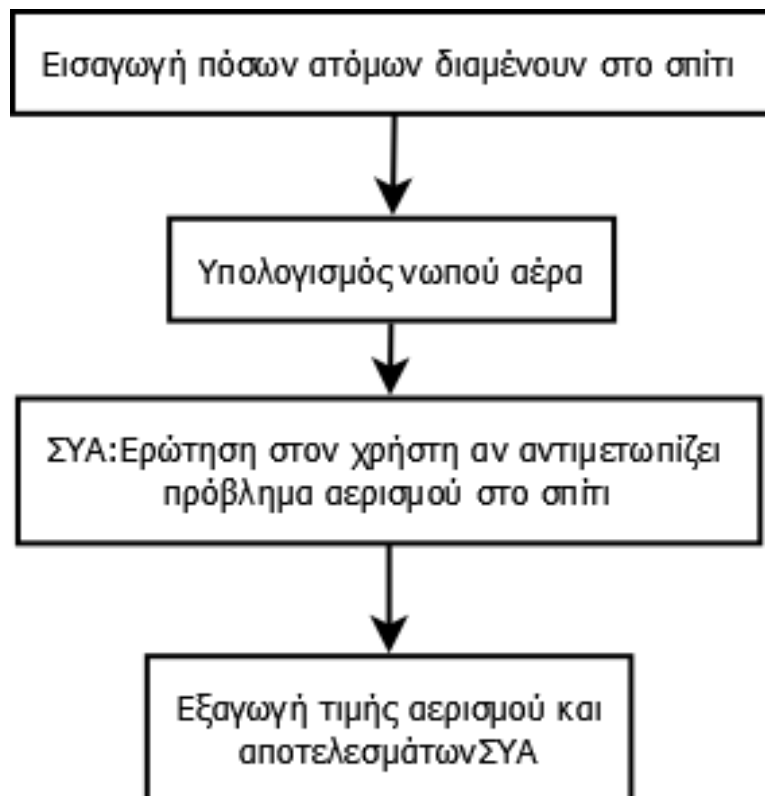 Εισαγωγή πόσων ατόμων διαμένουν στο σπίτι
Υπολογισμός νωπού αέρα
ΣΥΑ:Ερώτηση στον χρήστη αν αντιμετωπίζει
πρόβλημα αερισμού στο σπίτι
Εξαγωγή τιμής αερισμού και
αποτελεσμάτωνΣΥΑ